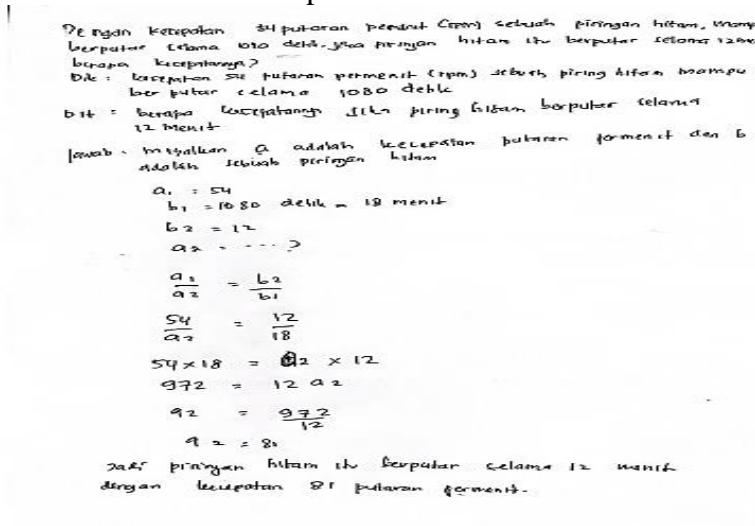 Dengan kecepatan 54 putaran permenit (rpm) sebuah piringan hitam, mamp
berputar selama 1080 detik. jika piringan hitam itu berputar selama 12 men
berapa kecepatannya?
Dik : kecepatan 54 putaran permenit (rpm) sebuah piring hitam mampu
berputar selama 1080 detik
Dit : berapa kecepatannya jika piring hitam berputar selama
12 menit
Jawab : misalkan a adalah kecepatan putaran permenit dan b
adalah sebuah piringan hitam
a₁ = 54
b₁ = 1080 detik = 18 menit
b2 = 12
a2 . . . . ?
a₁/a2 = b2/b1
54/a2 = 12/18
54 × 18 = a2 × 12
972 = 12 a2
a2 = 972/12
a2 = 81
Jadi piringan hitam itu berputar selama 12 menit
dengan kecepatan 81 putaran permenit.